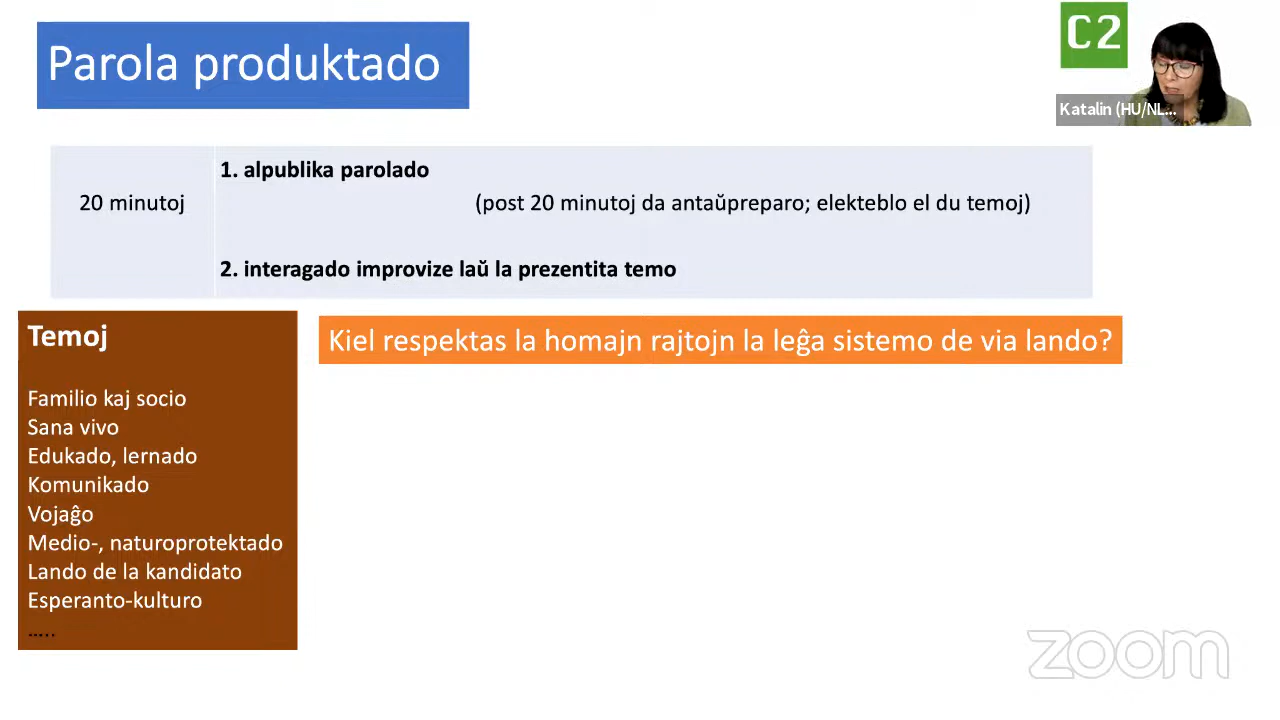 Parola produktado
C2
Katalin (HU/NL...
20 minutoj
1. alpublika parolado
(post 20 minutoj da antaŭpreparo; elekteblo el du temoj)
2. interagado improvize laŭ la prezentita temo
Temoj
Familio kaj socio
Sana vivo
Edukado, lernado
Komunikado
Vojaĝo
Medio-, naturoprotektado
Lando de la kandidato
Esperanto-kulturo
.....
Kiel respektas la homajn rajtojn la leĝa sistemo de via lando?
zoom